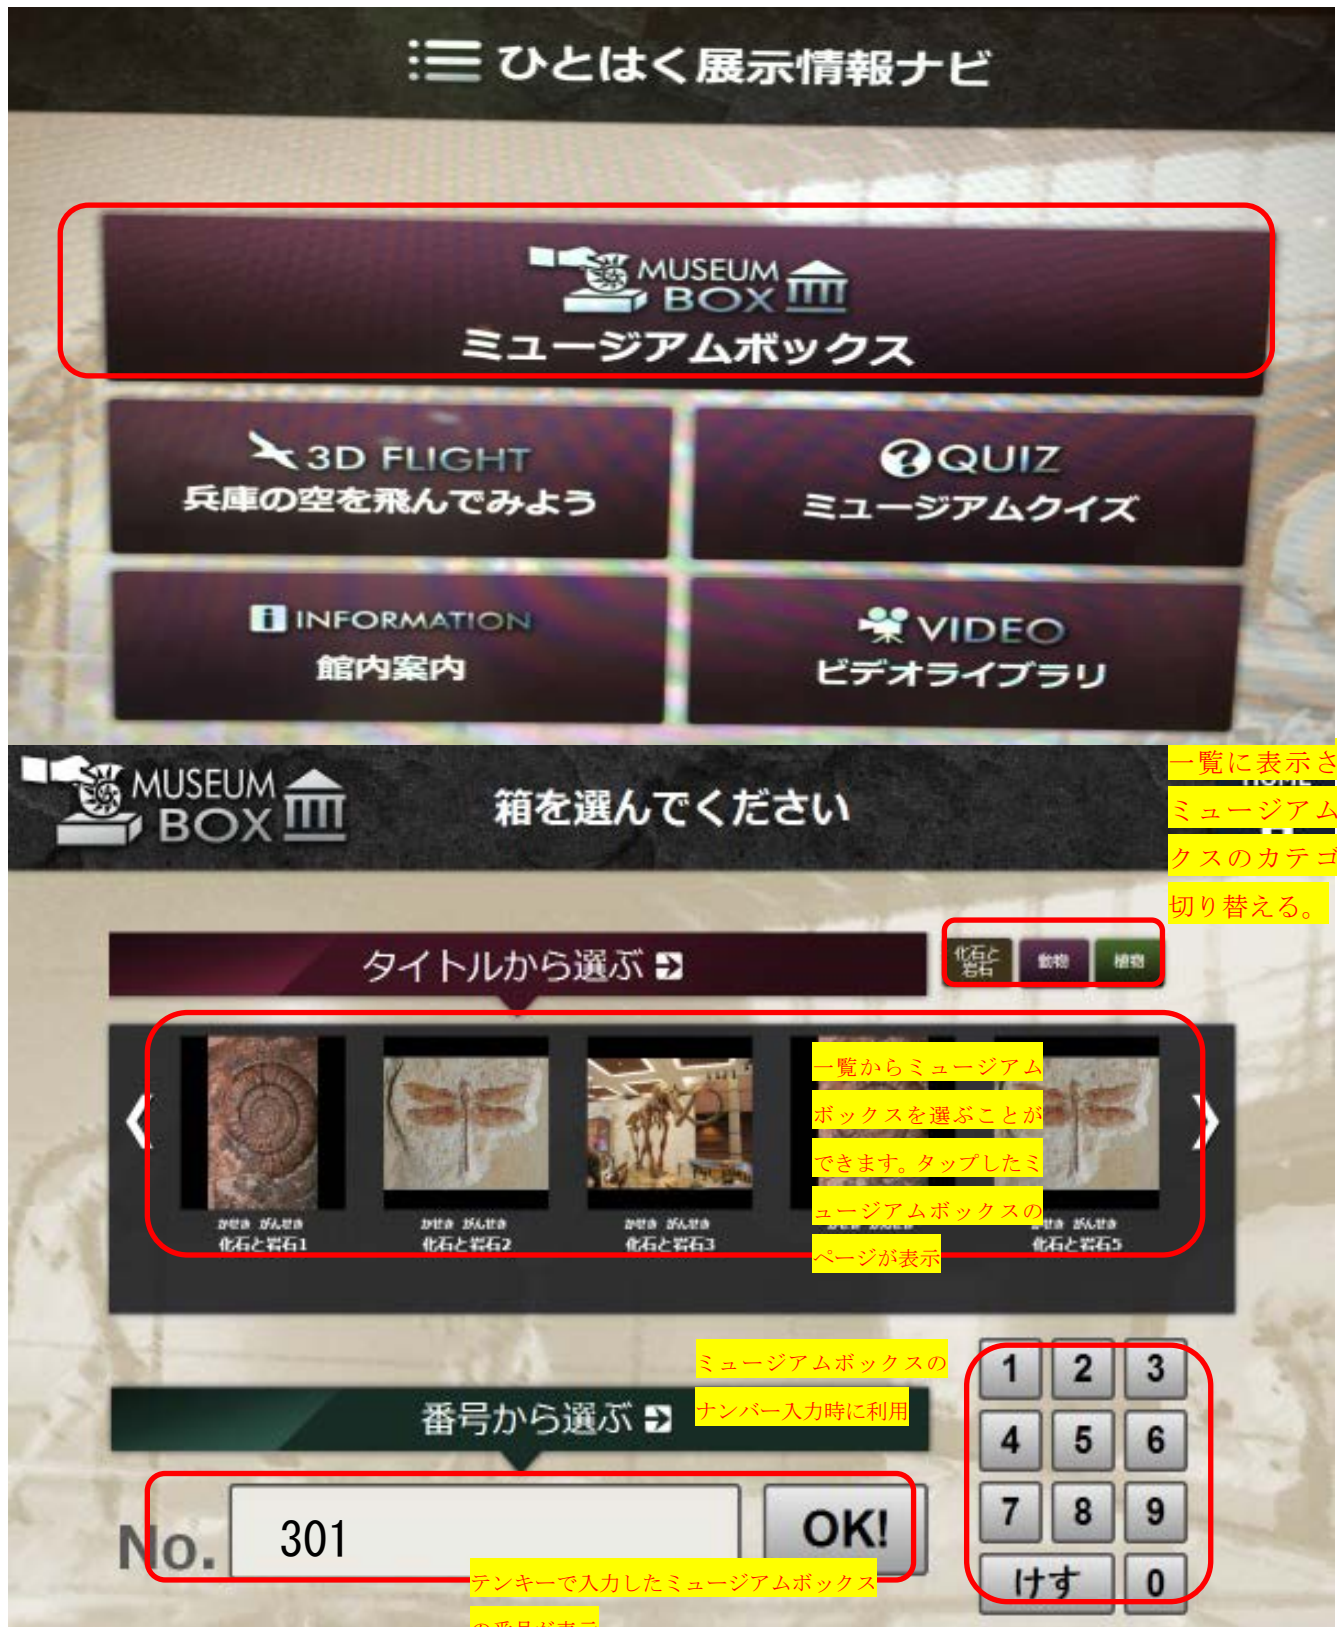 ひとはく展示情報ナビ
MUSEUM
BOX
ミュージアムボックス
3D FLIGHT
兵庫の空を飛んでみよう
QUIZ
ミュージアムクイズ
INFORMATION
館内案内
VIDEO
ビデオライブラリ
MUSEUM
BOX
箱を選んでください
一覧に表示さ
ミュージアム
クスのカテゴ
切り替える。
タイトルから選ぶ
化石と
岩石
動物
植物
一覧からミュージアム
ボックスを選ぶことが
できます。タップしたミ
ュージアムボックスの
ページが表示
かせき がんせき
化石と岩石1
かせき がんせき
化石と岩石2
かせき がんせき
化石と岩石3
がんせき
化石と岩石5
ミュージアムボックスの
ナンバー入力時に利用
番号から選ぶ
1 2 3
4 5 6
7 8 9
けす 0
No. 301 OK!
テンキーで入力したミュージアムボックス
の番号が表示